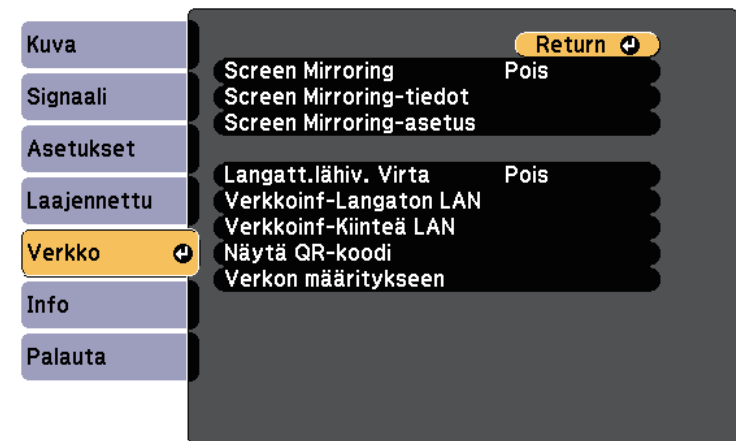 Kuva
Signaali
Asetukset
Laajennettu
Verkko
Info
Palauta
Return
Screen Mirroring Pois
Screen Mirroring-tiedot
Screen Mirroring-asetus
Langatt.lähiv. Virta Pois
Verkkoinf-Langaton LAN
Verkkoinf-Kiinteä LAN
Näytä QR-koodi
Verkon määritykseen